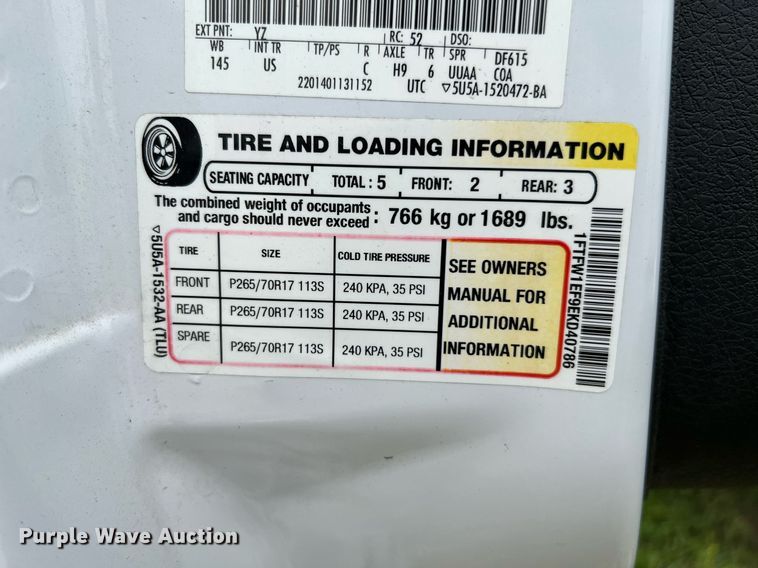 EXT PNT: YZ RC: 52 DSO:
WB INT TR TP/PS R AXLE TR SPR DF615
145 US C H9 6 UUAA COA
2201401131152 UTC ▽5U5A-1520472-BA
TIRE AND LOADING INFORMATION
SEATING CAPACITY TOTAL : 5 FRONT: 2 REAR: 3
The combined weight of occupants
and cargo should never exceed : 766 kg or 1689 lbs.
TIRE SIZE COLD TIRE PRESSURE
FRONT P265/70R17 113S 240 KPA, 35 PSI
REAR P265/70R17 113S 240 KPA, 35 PSI
SPARE P265/70R17 113S 240 KPA, 35 PSI
SEE OWNERS
MANUAL FOR
ADDITIONAL
INFORMATION
▽5U5A-1532-AA (TLU)
1FTFW1EF9EKD40786
Purple Wave Auction